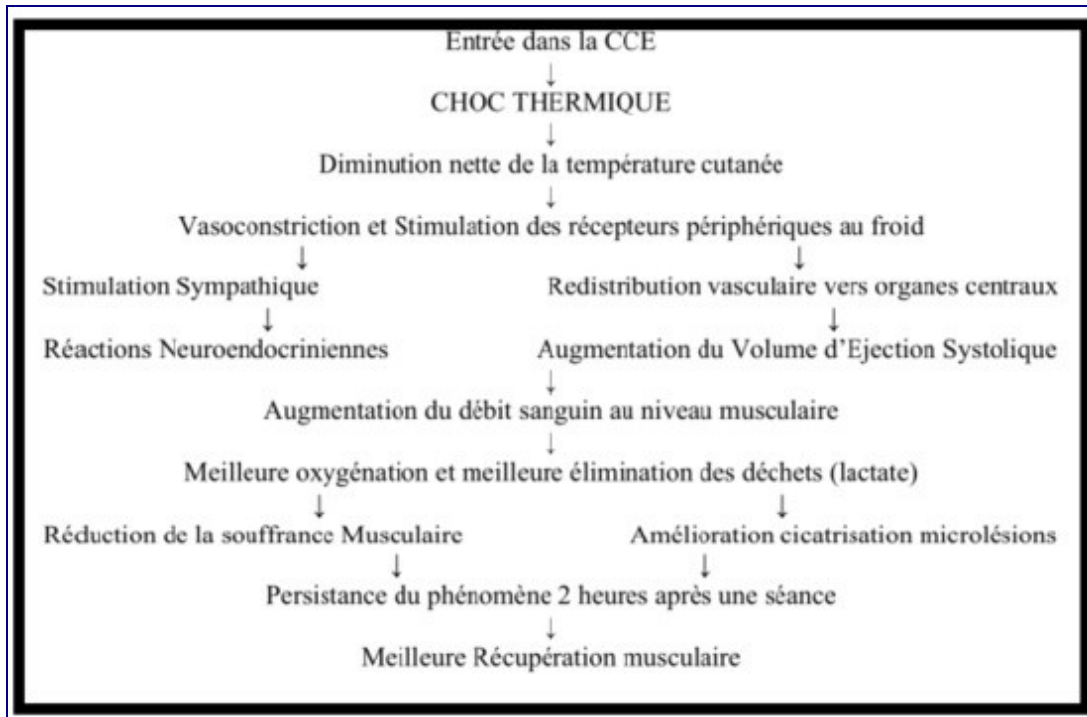 Entrée dans la CCE
↓
CHOC THERMIQUE
↓
Diminution nette de la température cutanée
↓
Vasoconstriction et Stimulation des récepteurs périphériques au froid
↓ ↓
Stimulation Sympathique Redistribution vasculaire vers organes centraux
↓ ↓
Réactions Neuroendocriniennes Augmentation du Volume d'Ejection Systolique
↓
Augmentation du débit sanguin au niveau musculaire
↓
Meilleure oxygénation et meilleure élimination des déchets (lactate)
↓ ↓
Réduction de la souffrance Musculaire Amélioration cicatrisation microlésions
↓ ↓
Persistance du phénomène 2 heures après une séance
↓
Meilleure Récupération musculaire